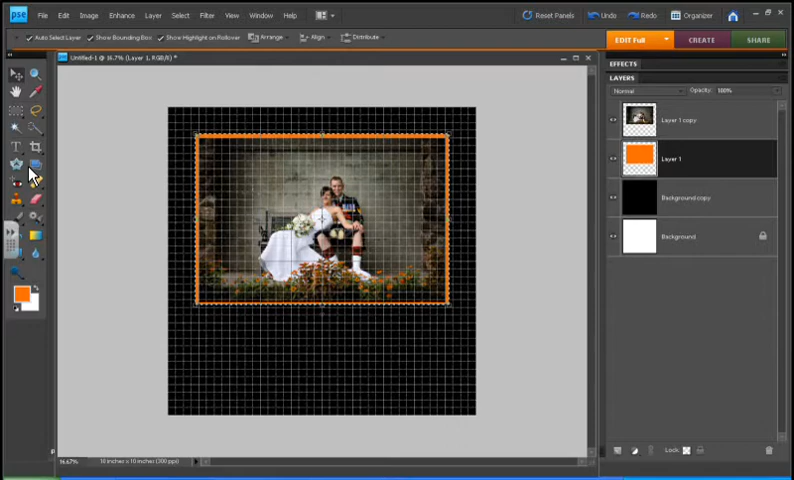 pse File Edit Image Enhance Layer Select Filter View Window Help Reset Panels Undo Redo Organizer
Auto Select Layer Show Bounding Box Show Highlight on Rollover Arrange Align Distribute EDIT Full CREATE SHARE
Untitled-1 @ 16.7% (Layer 1, RGB/8) *
EFFECTS
LAYERS
Normal Opacity: 100%
Layer 1 copy
Layer 1
Background copy
Background
Lock:
16.67% 10 inches x 10 inches (300 ppi)